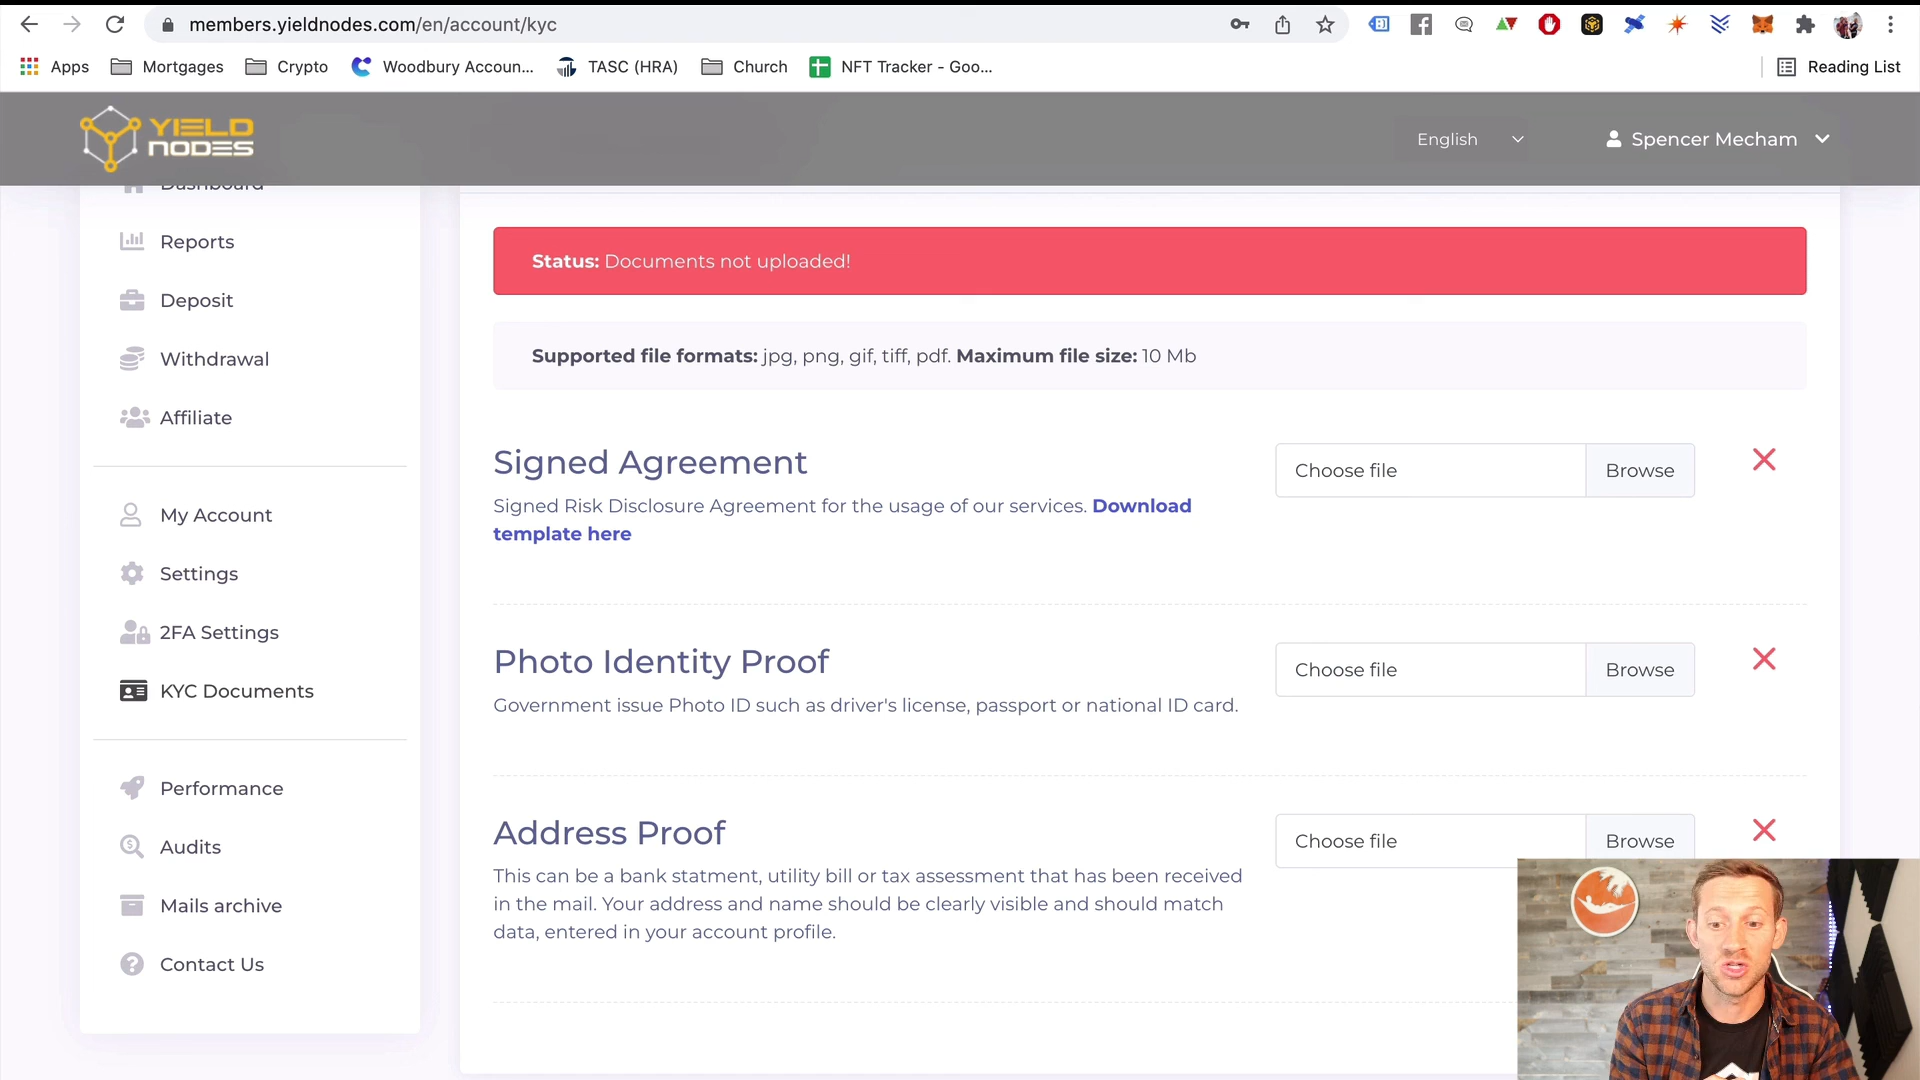 members.yieldnodes.com/en/account/kyc
Apps
Mortgages
Crypto
Woodbury Accoun...
TASC (HRA)
Church
NFT Tracker - Goo...
Reading List
YIELD
NODES
English
Spencer Mecham
Dashboard
Reports
Deposit
Withdrawal
Affiliate
My Account
Settings
2FA Settings
KYC Documents
Performance
Audits
Mails archive
Contact Us
Status: Documents not uploaded!
Supported file formats: jpg, png, gif, tiff, pdf. Maximum file size: 10 Mb
Signed Agreement
Signed Risk Disclosure Agreement for the usage of our services. Download
template here
Choose file
Browse
Photo Identity Proof
Government issue Photo ID such as driver's license, passport or national ID card.
Choose file
Browse
Address Proof
This can be a bank statment, utility bill or tax assessment that has been received
in the mail. Your address and name should be clearly visible and should match
data, entered in your account profile.
Choose file
Browse